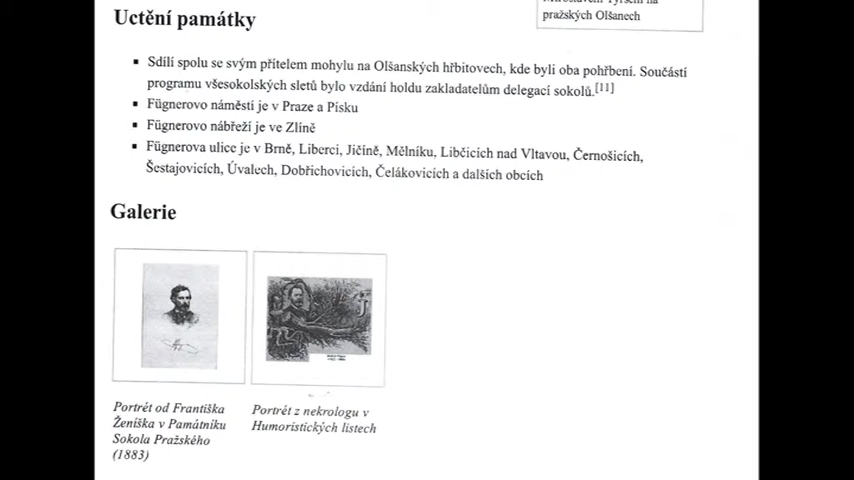 Uctění památky
Miroslavem Tyršem na
pražských Olšanech
Sdílí spolu se svým přítelem mohylu na Olšanských hřbitovech, kde byli oba pohřbeni. Součástí
programu všesokolských sletů bylo vzdání holdu zakladatelům delegací sokolů.[11]
Fügnerovo náměstí je v Praze a Písku
Fügnerovo nábřeží je ve Zlíně
Fügnerova ulice je v Brně, Liberci, Jičíně, Mělníku, Libčicích nad Vltavou, Černošicích,
Šestajovicích, Úvalech, Dobřichovicích, Čelákovicích a dalších obcích
Galerie
Portrét od Františka
Ženíška v Památníku
Sokola Pražského
(1883)
Portrét z nekrologu v
Humoristických listech